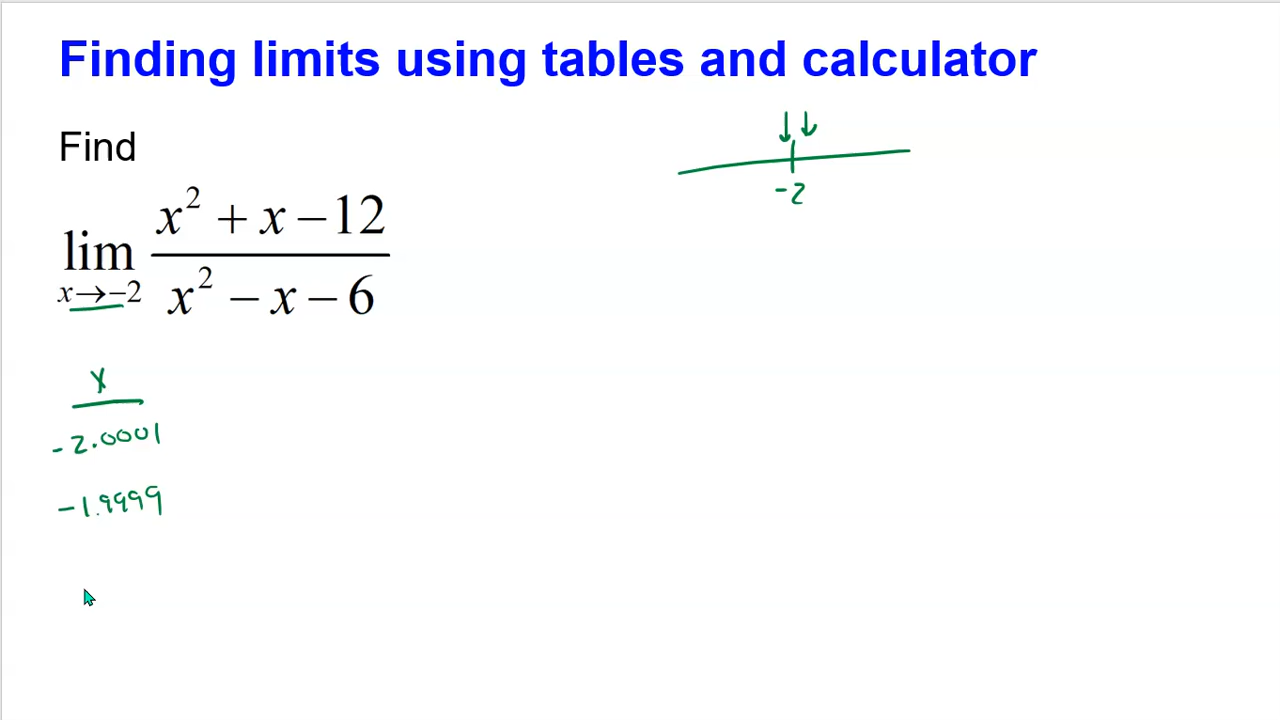 Finding limits using tables and calculator
Find
lim x→-2 (x² + x - 12)/(x² - x - 6)
-2
x
-2.0001
-1.9999